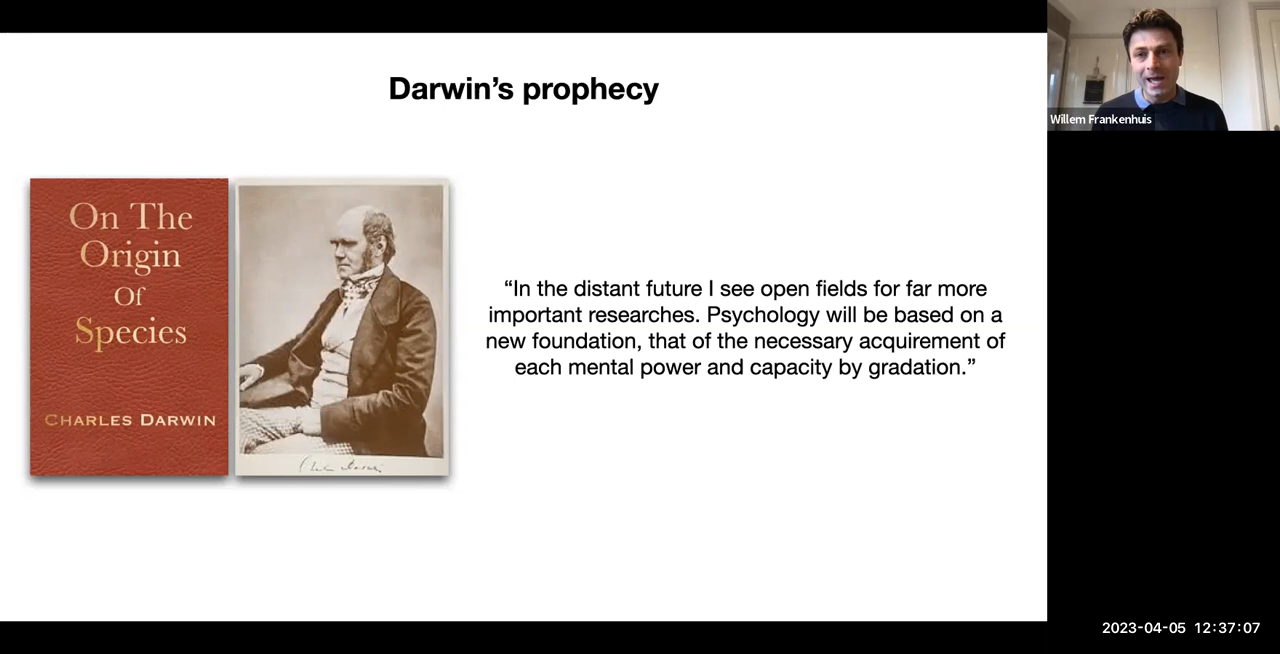 Darwin’s prophecy
On The
Origin
Of
Species
CHARLES DARWIN
“In the distant future I see open fields for far more
important researches. Psychology will be based on a
new foundation, that of the necessary acquirement of
each mental power and capacity by gradation.”
Willem Frankenhuis
2023-04-05 12:37:07